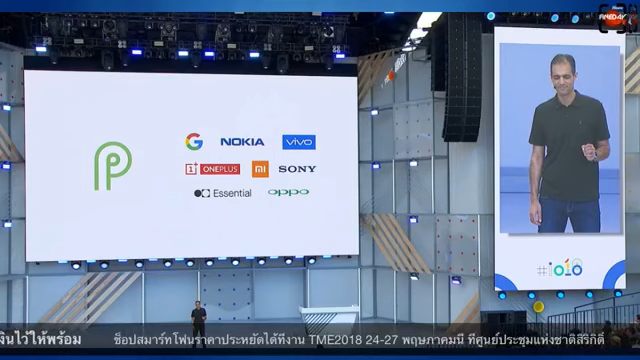 FINEDAY
G NOKIA vivo
1+ ONEPLUS MI SONY
Essential oppo
#io18
งินไว้ให้พร้อม ช็อปสมาร์ทโฟนราคาประหยัดได้ที่งาน TME2018 24-27 พฤษภาคมนี้ ที่ศูนย์ประชุมแห่งชาติสิริกิติ์